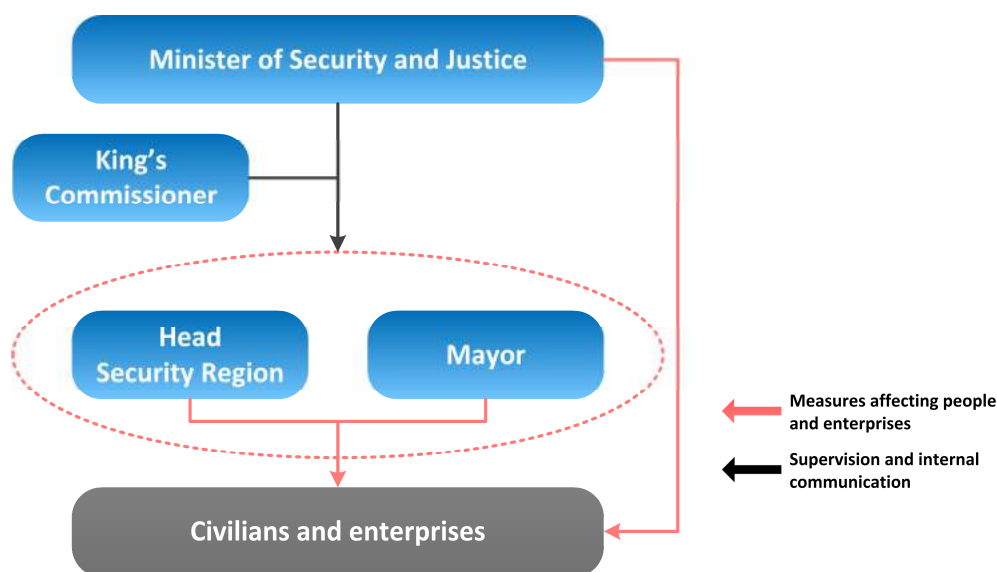 Minister of Security and Justice
King's
Commissioner
Head
Security Region
Mayor
Measures affecting people
and enterprises
Supervision and internal
communication
Civilians and enterprises